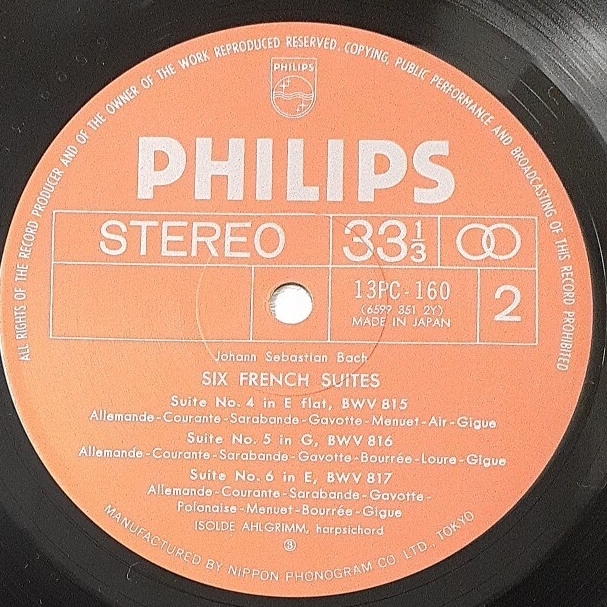 ALL RIGHTS OF THE RECORD PRODUCER AND OF THE OWNER OF THE WORK REPRODUCED RESERVED. COPYING, PUBLIC PERFORMANCE AND BROADCASTING OF THIS RECORD PROHIBITED
PHILIPS
PHILIPS
STEREO
33 1/3
13PC-160
(6599 351 2Y)
MADE IN JAPAN
2
Johann Sebastian Bach
SIX FRENCH SUITES
Suite No. 4 in E flat, BWV 815
Allemande-Courante-Sarabande-Gavotte-Menuet-Air-Gigue
Suite No. 5 in G, BWV 816
Allemande-Courante-Sarabande-Gavotte-Bourrée-Loure-Gigue
Suite No. 6 in E, BWV 817
Allemande-Courante-Sarabande-Gavotte-
Polonaise-Menuet-Bourrée-Gigue
ISOLDE AHLGRIMM, harpsichord
MANUFACTURED BY NIPPON PHONOGRAM CO. LTD., TOKYO